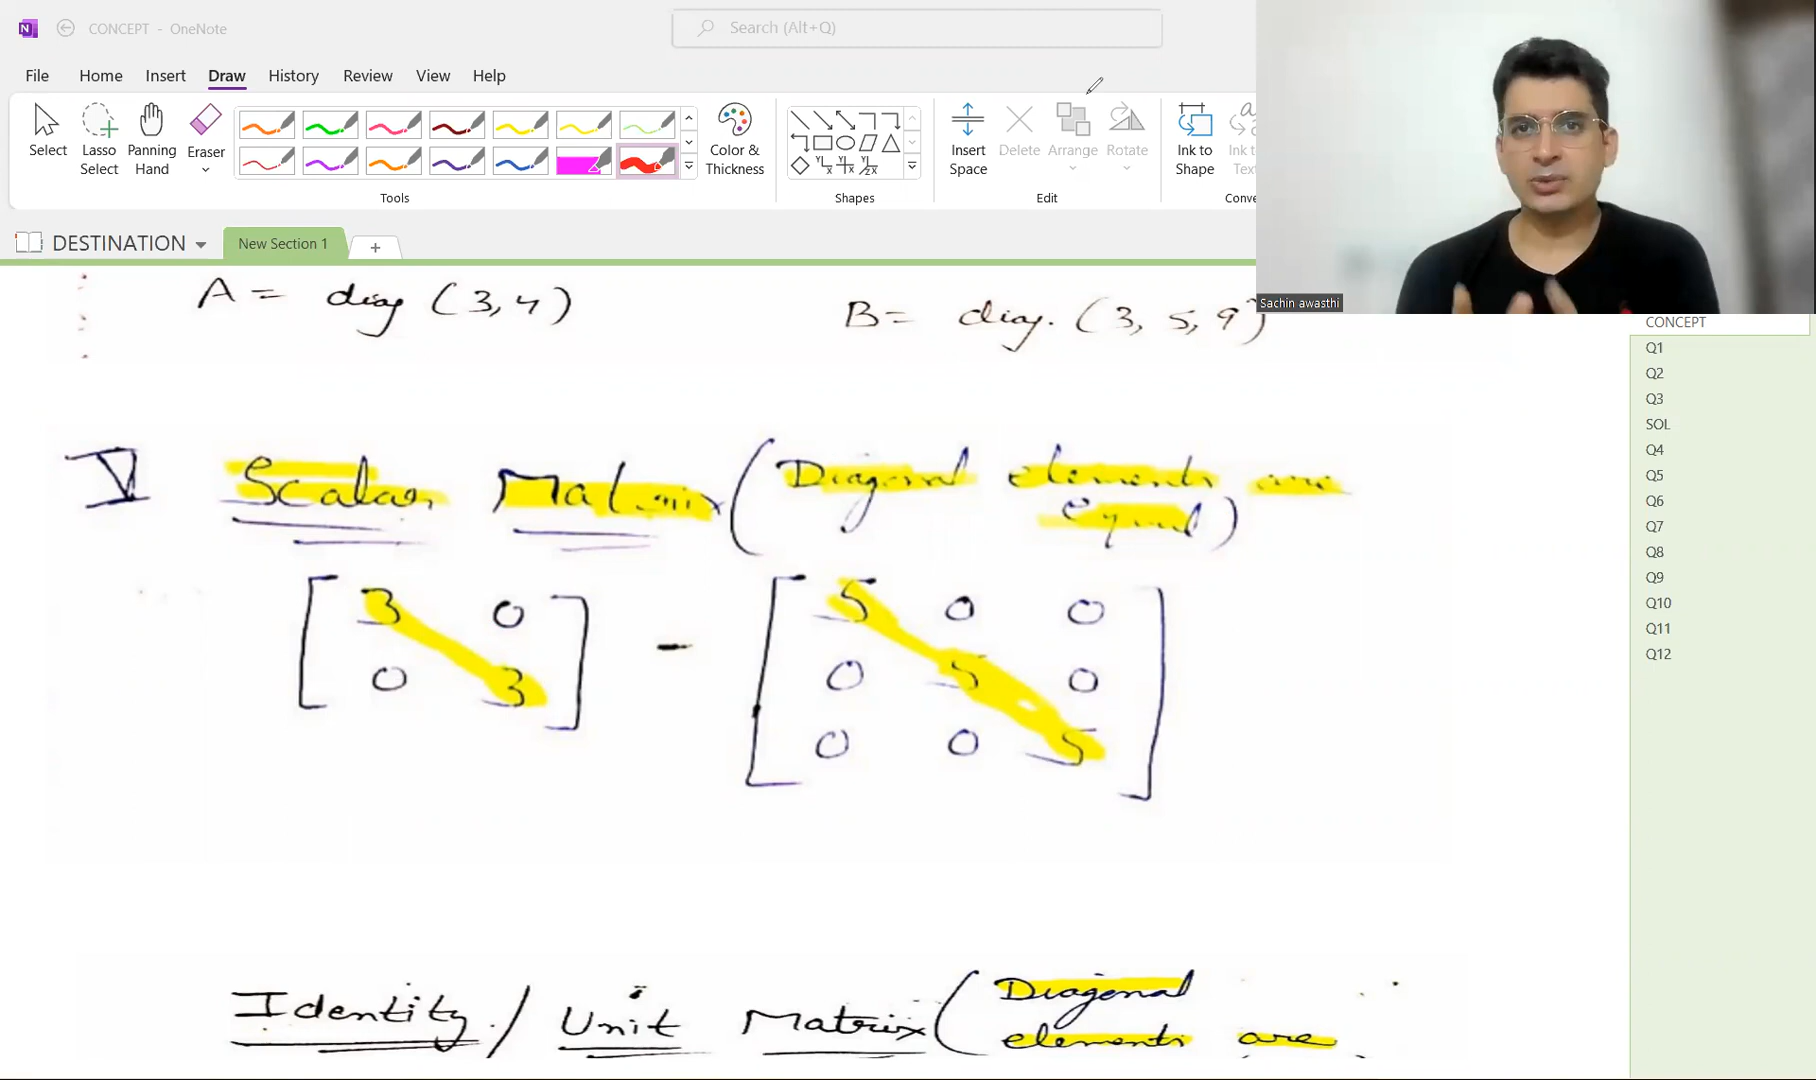 CONCEPT - OneNote
Search (Alt+Q)
File Home Insert Draw History Review View Help
Select
Lasso Select
Panning Hand
Eraser
Color & Thickness
Insert Space
Delete
Arrange
Rotate
Ink to Shape
Ink to Text
Tools
Shapes
Edit
Conve
DESTINATION
New Section 1
Sachin awasthi
A = diag (3, 4)
B = diag. (3, 5, 9)
V Scalar Matrix (Diagonal elements are
equal)
3 0
0 3
-
5 0 0
0 5 0
0 0 5
Identity / Unit Matrix (Diagonal
elements are
CONCEPT
Q1
Q2
Q3
SOL
Q4
Q5
Q6
Q7
Q8
Q9
Q10
Q11
Q12